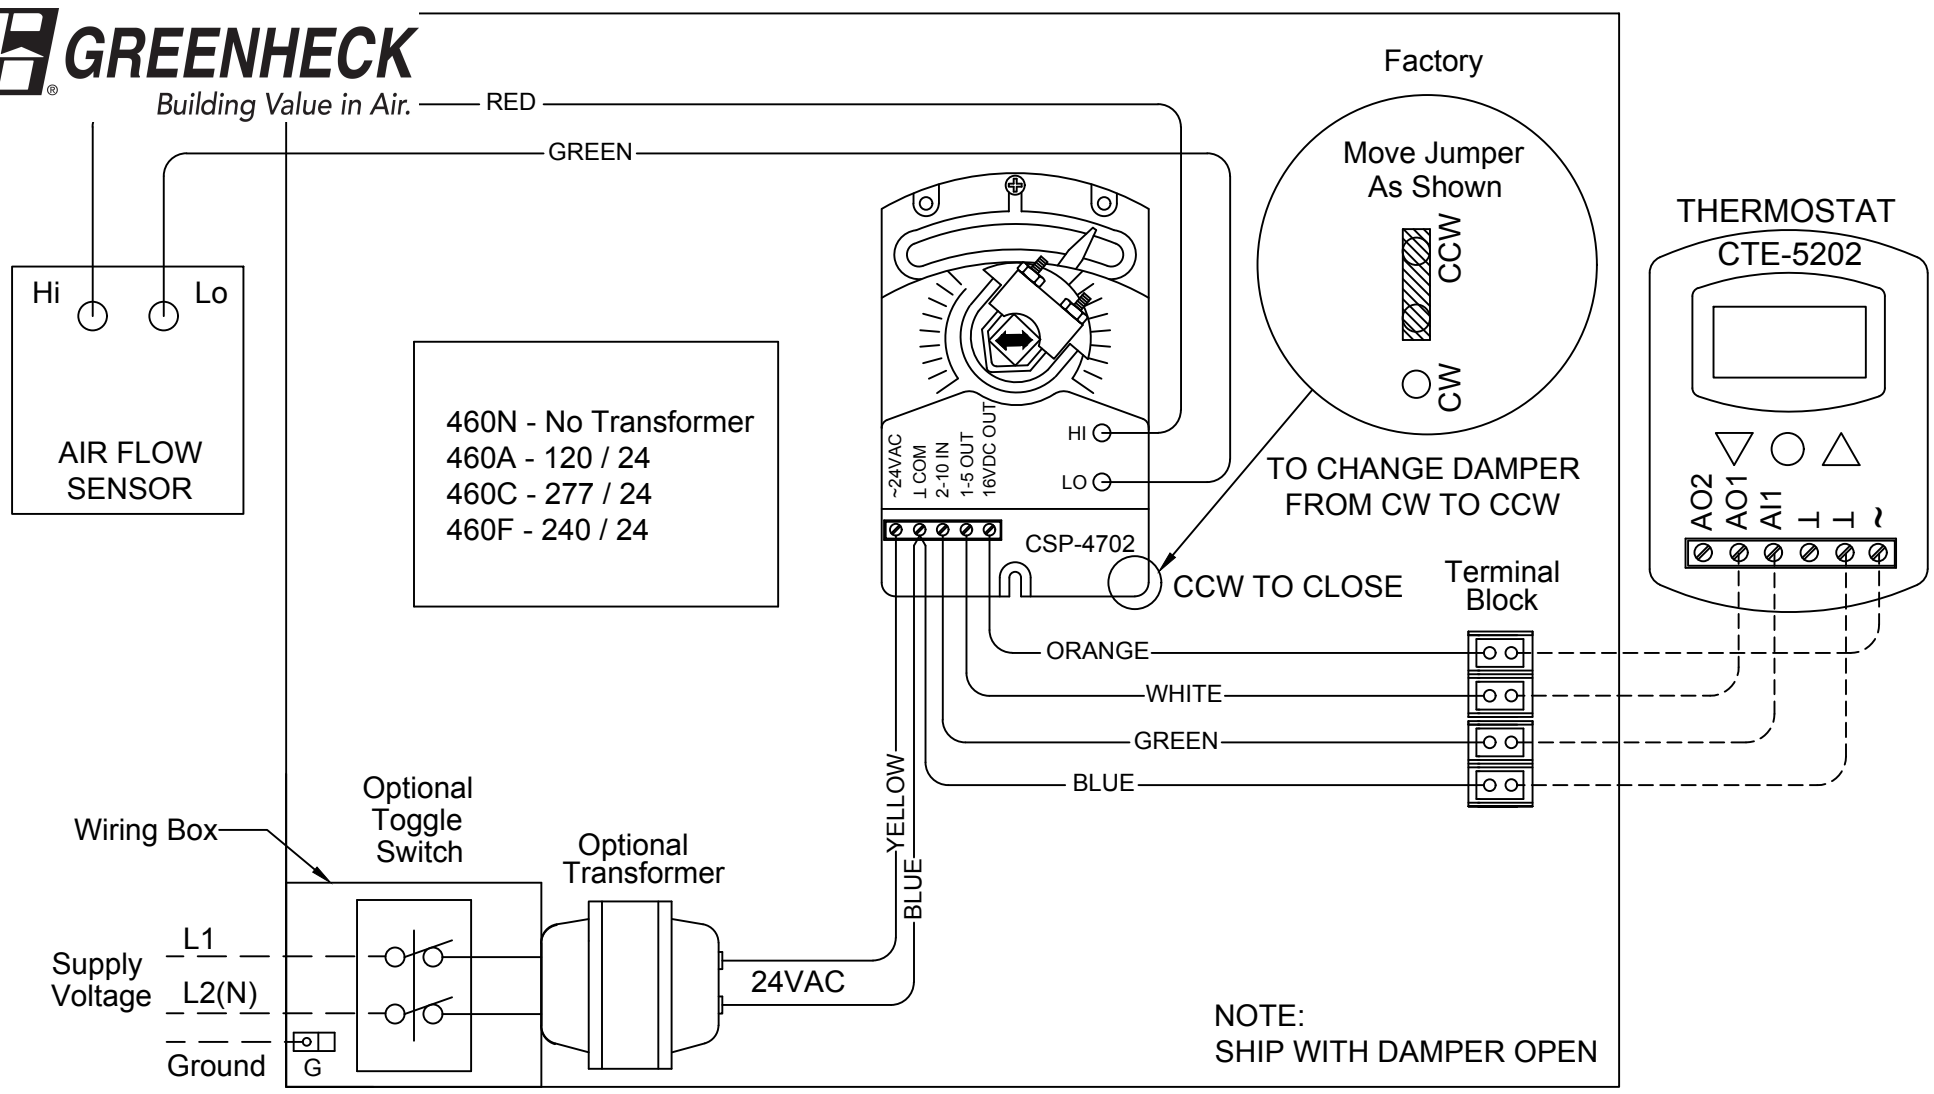 GREENHECK
®
Building Value in Air.
RED
GREEN
Factory
Move Jumper
As Shown
CCW
CW
THERMOSTAT
CTE-5202
Hi
Lo
AIR FLOW
SENSOR
460N - No Transformer
460A - 120 / 24
460C - 277 / 24
460F - 240 / 24
~24VAC
⊥ COM
2-10 IN
1-5 OUT
16VDC OUT
HI
LO
TO CHANGE DAMPER
FROM CW TO CCW
AO2
AO1
AI1
⊥
⊥
~
CSP-4702
CCW TO CLOSE
Terminal
Block
ORANGE
WHITE
GREEN
BLUE
YELLOW
BLUE
Optional
Toggle
Switch
Wiring Box
Optional
Transformer
L1
Supply
Voltage
L2(N)
Ground
G
24VAC
NOTE:
SHIP WITH DAMPER OPEN